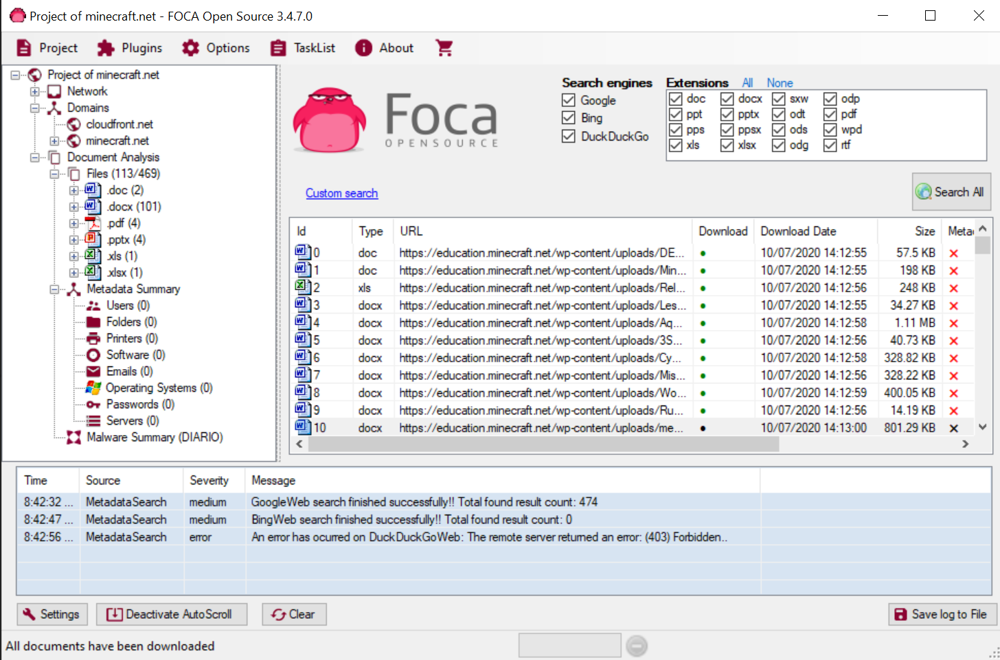 Project of minecraft.net - FOCA Open Source 3.4.7.0
Project Plugins Options TaskList About
Project of minecraft.net
Network
Domains
cloudfront.net
minecraft.net
Document Analysis
Files (113/469)
.doc (2)
.docx (101)
.pdf (4)
.pptx (4)
.xls (1)
.xlsx (1)
Metadata Summary
Users (0)
Folders (0)
Printers (0)
Software (0)
Emails (0)
Operating Systems (0)
Passwords (0)
Servers (0)
Malware Summary (DIARIO)
Foca
OPENSOURCE
Search engines
Google
Bing
DuckDuckGo
Extensions All None
doc docx sxw odp
ppt pptx odt pdf
pps ppsx ods wpd
xls xlsx odg rtf
Custom search
Search All
Id Type URL Download Download Date Size Meta
0 doc https://education.minecraft.net/wp-content/uploads/DE... 10/07/2020 14:12:55 57.5 KB
1 doc https://education.minecraft.net/wp-content/uploads/Min... 10/07/2020 14:12:55 198 KB
2 xls https://education.minecraft.net/wp-content/uploads/Rel... 10/07/2020 14:12:56 248 KB
3 docx https://education.minecraft.net/wp-content/uploads/Les... 10/07/2020 14:12:55 34.27 KB
4 docx https://education.minecraft.net/wp-content/uploads/Aq... 10/07/2020 14:12:58 1.11 MB
5 docx https://education.minecraft.net/wp-content/uploads/3S... 10/07/2020 14:12:56 40.73 KB
6 docx https://education.minecraft.net/wp-content/uploads/Cy... 10/07/2020 14:12:58 328.82 KB
7 docx https://education.minecraft.net/wp-content/uploads/Mis... 10/07/2020 14:12:56 328.22 KB
8 docx https://education.minecraft.net/wp-content/uploads/Wo... 10/07/2020 14:12:59 400.05 KB
9 docx https://education.minecraft.net/wp-content/uploads/Ru... 10/07/2020 14:12:56 14.19 KB
10 docx https://education.minecraft.net/wp-content/uploads/me... 10/07/2020 14:13:00 801.29 KB
Time Source Severity Message
8:42:32 ... MetadataSearch medium GoogleWeb search finished successfully!! Total found result count: 474
8:42:47 ... MetadataSearch medium BingWeb search finished successfully!! Total found result count: 0
8:42:56 ... MetadataSearch error An error has ocurred on DuckDuckGoWeb: The remote server returned an error: (403) Forbidden..
Settings Deactivate AutoScroll Clear Save log to File
All documents have been downloaded